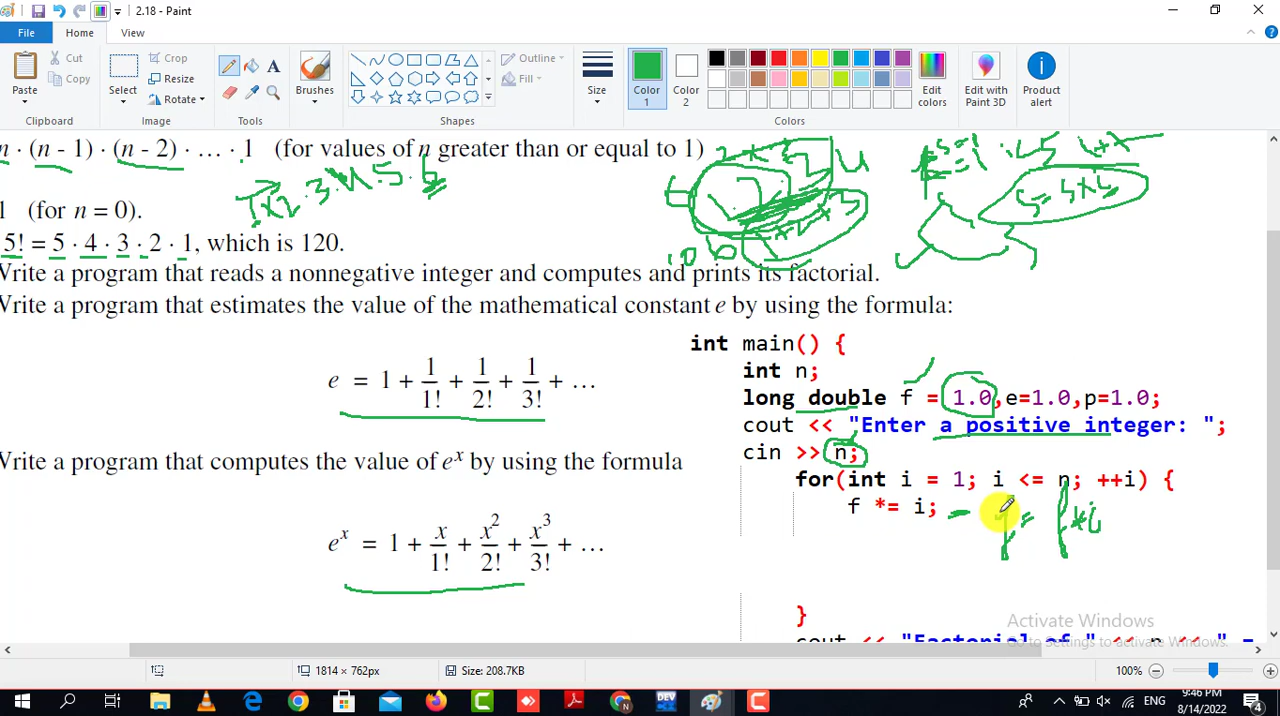 2.18 - Paint
File
Home
View
Paste
Cut
Copy
Clipboard
Select
Crop
Resize
Rotate
Image
Tools
Brushes
Shapes
Outline
Fill
Size
Color 1
Color 2
Colors
Edit colors
Edit with Paint 3D
Product alert
n · (n - 1) · (n - 2) · … · 1 (for values of n greater than or equal to 1)
1 (for n = 0).
5! = 5 · 4 · 3 · 2 · 1, which is 120.
Write a program that reads a nonnegative integer and computes and prints its factorial.
Write a program that estimates the value of the mathematical constant e by using the formula:
e = 1 + 1/1! + 1/2! + 1/3! + …
Write a program that computes the value of e^x by using the formula
e^x = 1 + x/1! + x^2/2! + x^3/3! + …
int main() {
int n;
long double f = 1.0,e=1.0,p=1.0;
cout << "Enter a positive integer: ";
cin >> n;
for(int i = 1; i <= n; ++i) {
f *= i;
f = f*i
}
cout << "Factorial of " << n << " =
Activate Windows
Go to Settings to activate Windows.
1814 × 762px
Size: 208.7KB
100%
ENG
9:46 PM
8/14/2022